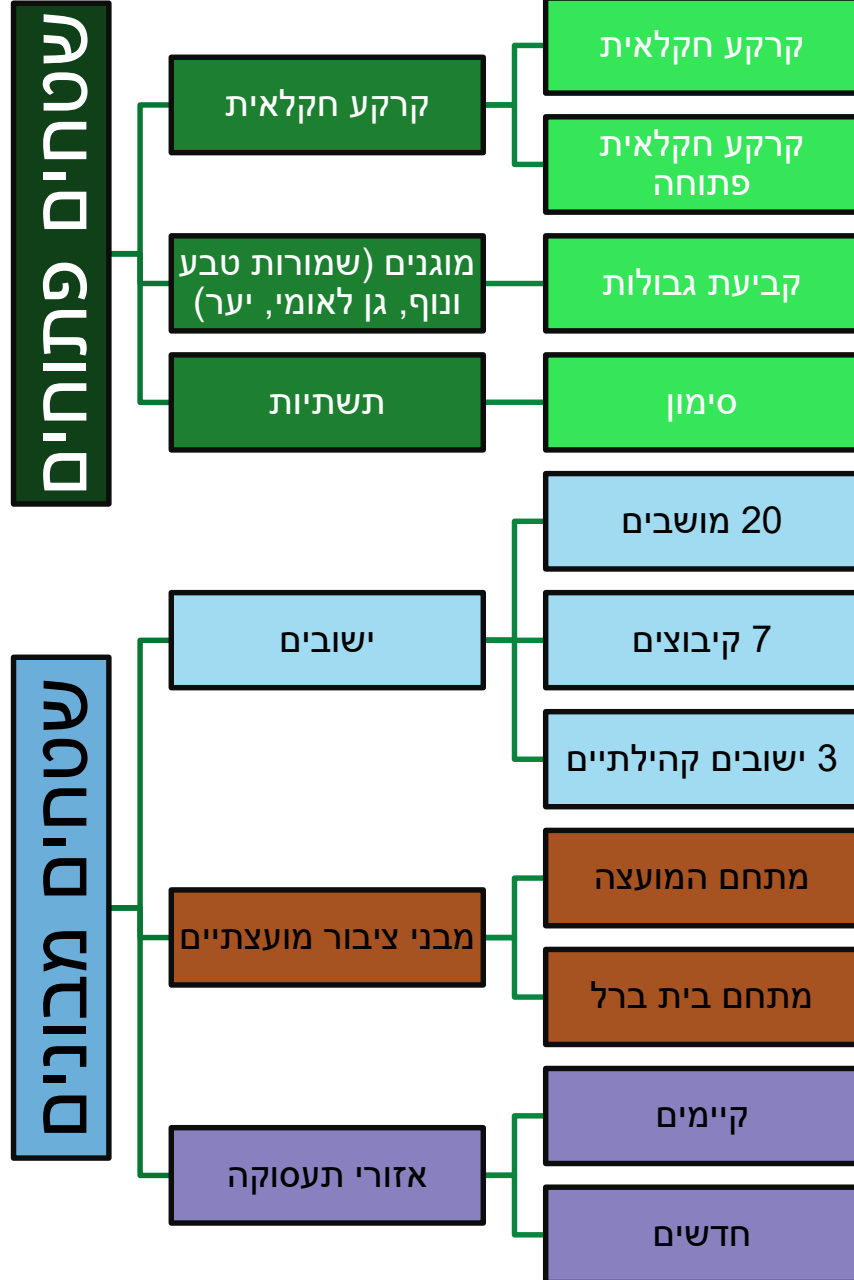 שטחים פתוחים
קרקע חקלאית
קרקע חקלאית
קרקע חקלאית
פתוחה
מוגנים (שמורות טבע
ונוף, גן לאומי, יער)
קביעת גבולות
תשתיות
סימון
שטחים מבונים
ישובים
20 מושבים
7 קיבוצים
3 ישובים קהילתיים
מבני ציבור מועצתיים
מתחם המועצה
מתחם בית ברל
אזורי תעסוקה
קיימים
חדשים